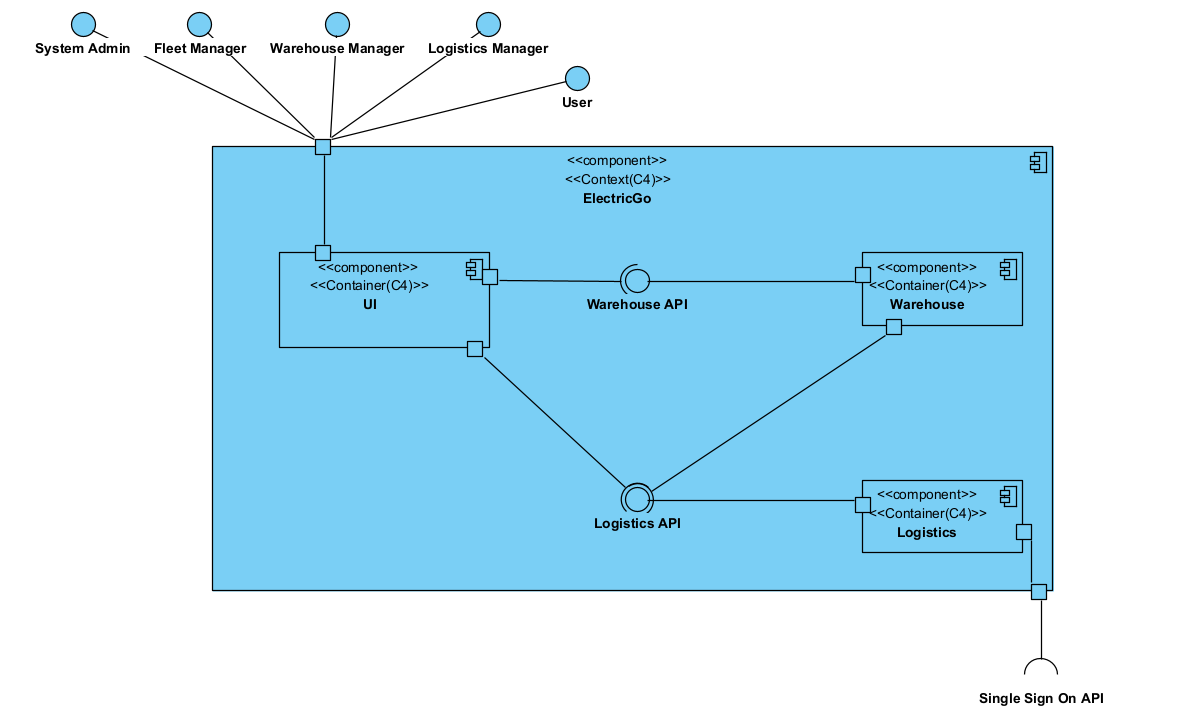 System Admin
Fleet Manager
Warehouse Manager
Logistics Manager
User
<<component>>
<<Context(C4)>>
ElectricGo
<<component>>
<<Container(C4)>>
UI
Warehouse API
<<component>>
<<Container(C4)>>
Warehouse
Logistics API
<<component>>
<<Container(C4)>>
Logistics
Single Sign On API